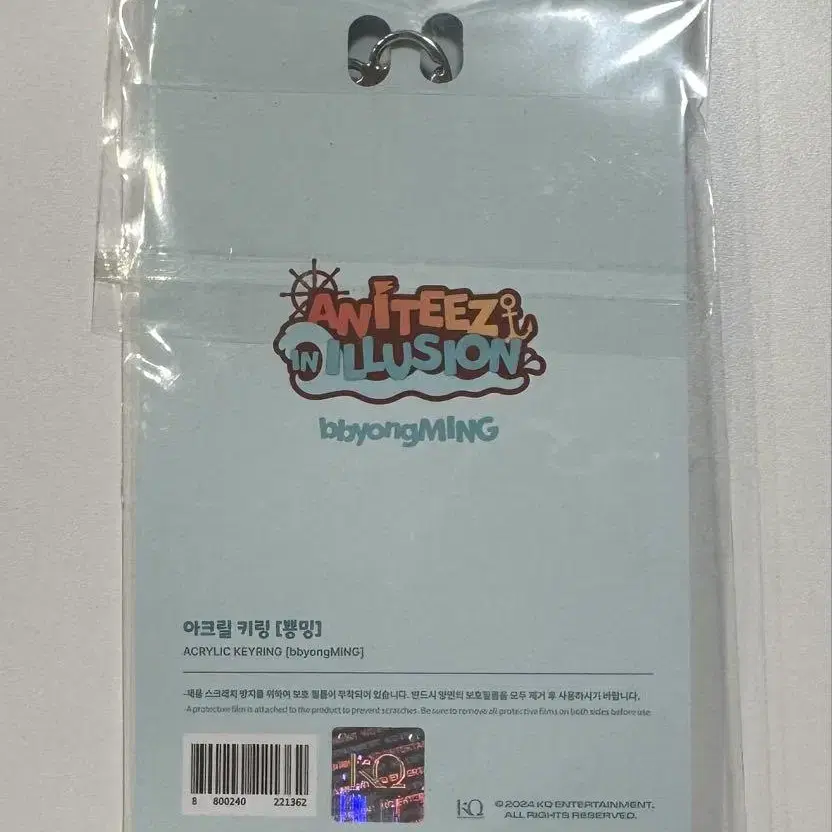 ANITEEZ
IN ILLUSION
bbyongMING
아크릴 키링 [뿅밍]
ACRYLIC KEYRING [bbyongMING]
-제품 스크래치 방지를 위하여 보호 필름이 부착되어 있습니다. 반드시 양면의 보호필름을 모두 제거 후 사용하시기 바랍니다.
-A protective film is attached to the product to prevent scratches. Be sure to remove all protective films on both sides before use.
KQ
8 800240 221362
KQ
© 2024 KQ ENTERTAINMENT.
ALL RIGHTS RESERVED.